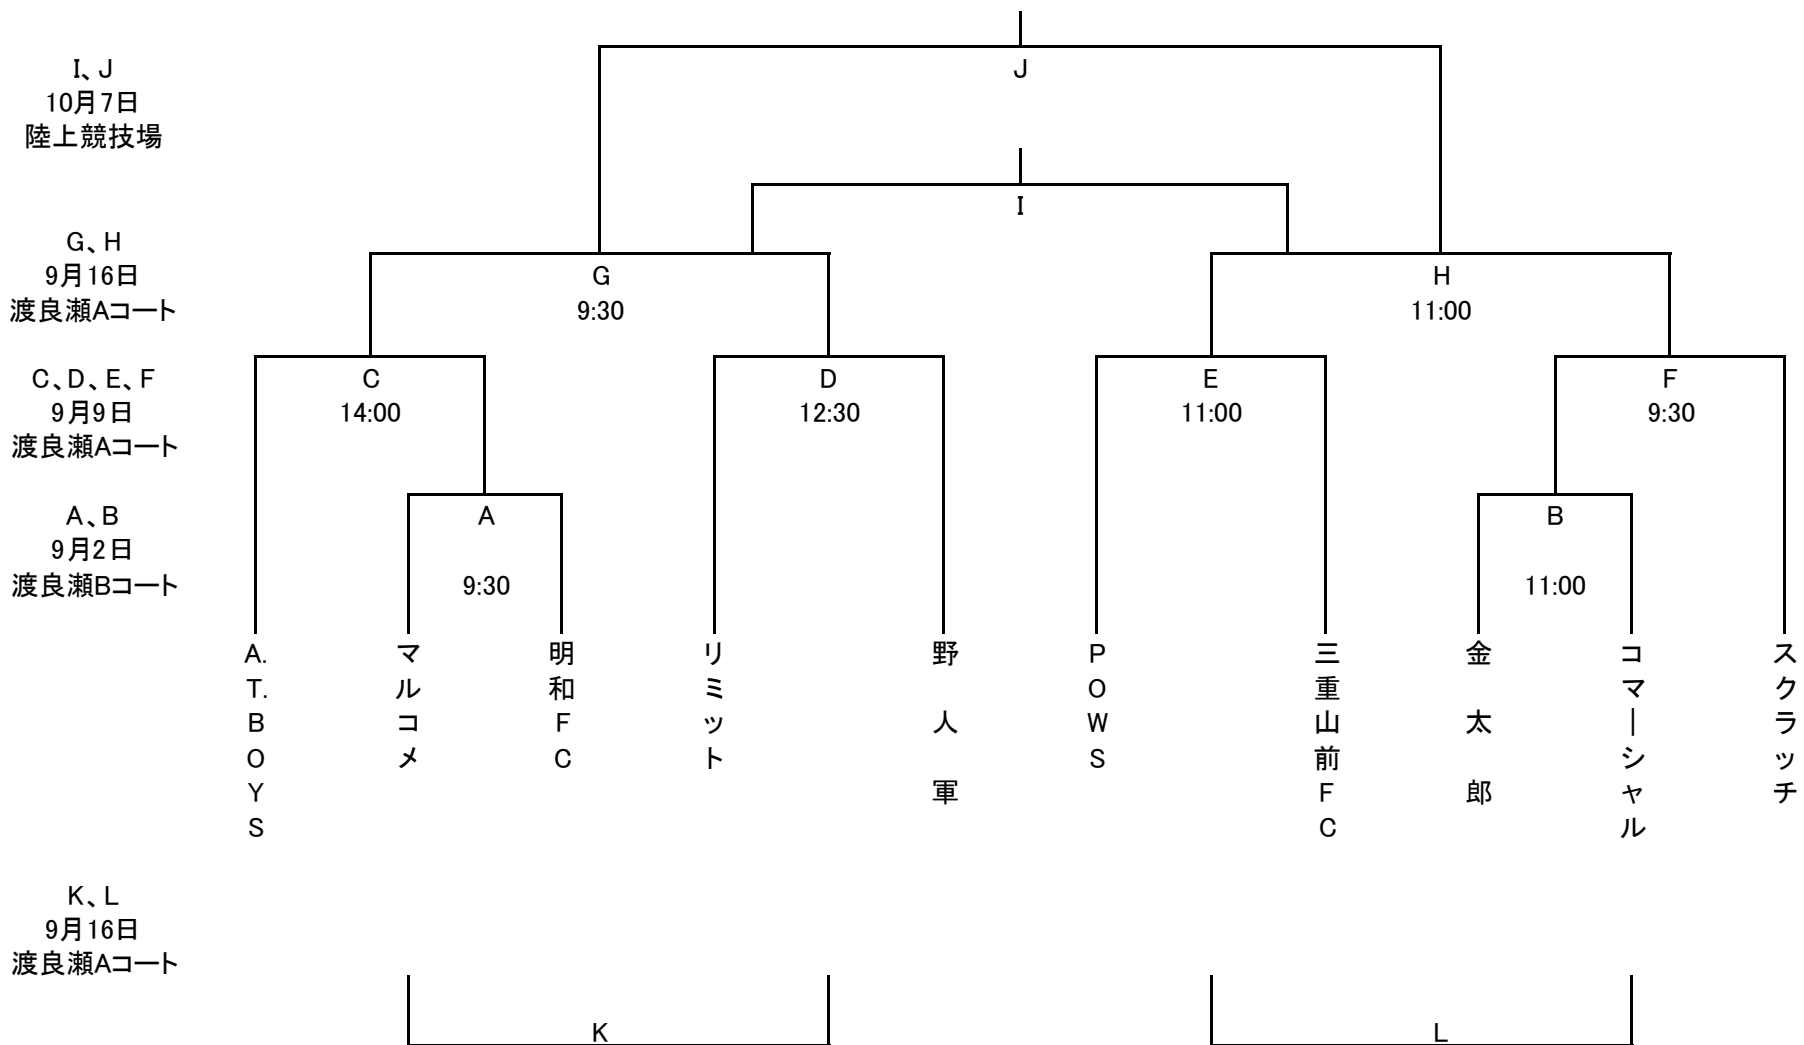 J
I、J
10月7日
陸上競技場
I
G、H
9月16日
渡良瀬Aコート
G
9:30
H
11:00
C、D、E、F
9月9日
渡良瀬Aコート
C
14:00
D
12:30
E
11:00
F
9:30
A、B
9月2日
渡良瀬Bコート
A
9:30
B
11:00
A.T.BOYS
マルコメ
明和FC
リミット
野人軍
POWS
三重山前FC
金太郎
コマーシャル
スクラッチ
K、L
9月16日
渡良瀬Aコート
K
L